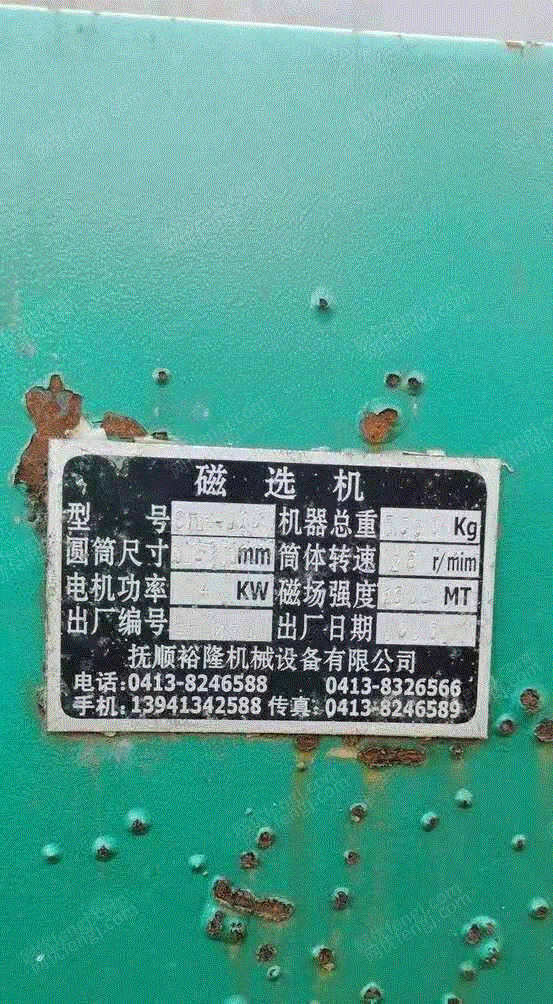 磁选机
型号 机器总重 Kg
圆筒尺寸 mm 筒体转速 r/mim
电机功率 KW 磁场强度 MT
出厂编号 出厂日期
抚顺裕隆机械设备有限公司
电话:0413-8246588 0413-8326566
手机:13941342588 传真:0413-8246589